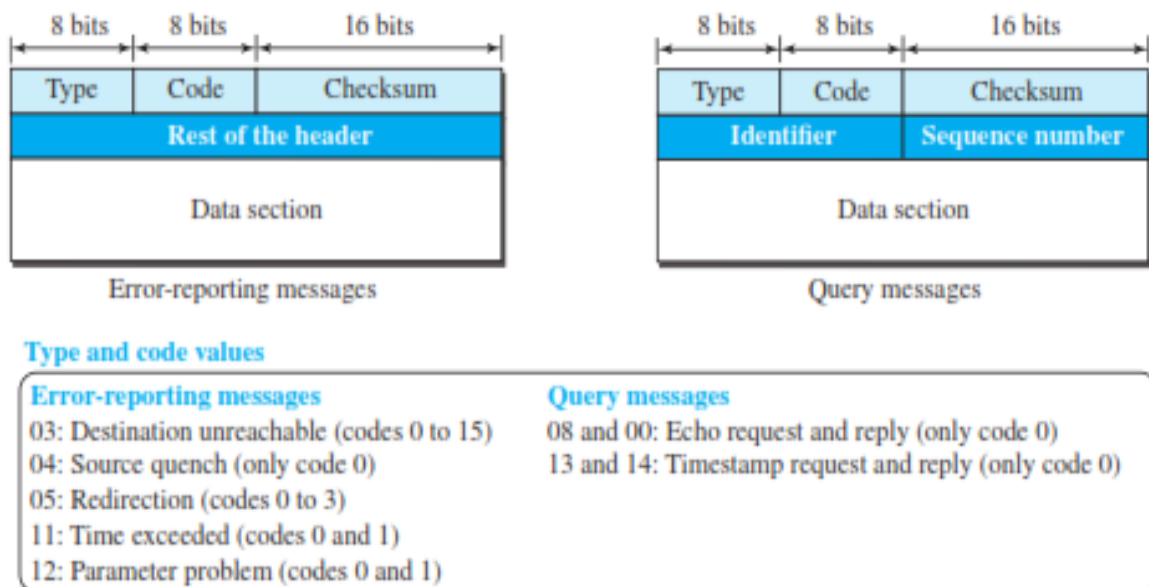 8 bits 8 bits 16 bits
Type Code Checksum
Rest of the header
Data section
Error-reporting messages
8 bits 8 bits 16 bits
Type Code Checksum
Identifier Sequence number
Data section
Query messages
Type and code values
Error-reporting messages
03: Destination unreachable (codes 0 to 15)
04: Source quench (only code 0)
05: Redirection (codes 0 to 3)
11: Time exceeded (codes 0 and 1)
12: Parameter problem (codes 0 and 1)
Query messages
08 and 00: Echo request and reply (only code 0)
13 and 14: Timestamp request and reply (only code 0)